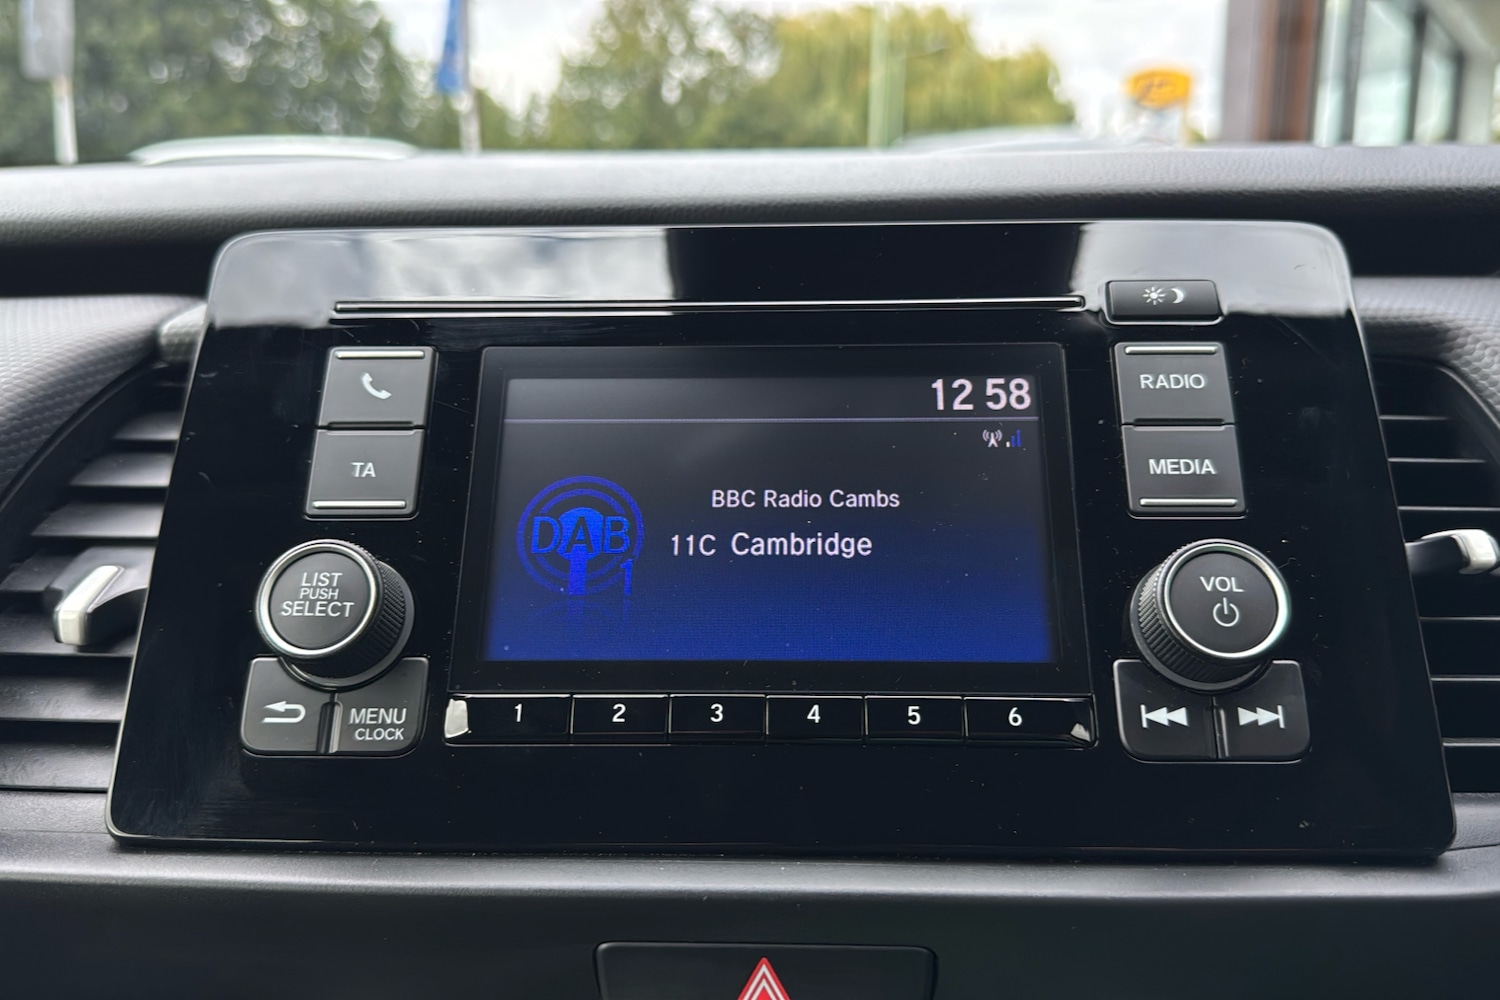 12 58
RADIO
TA
MEDIA
BBC Radio Cambs
DAB
1
11C Cambridge
LIST
PUSH
SELECT
VOL
MENU
CLOCK
1 2 3 4 5 6